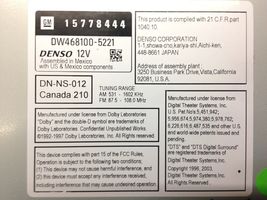 GM 15778444
DW468100-5221
DENSO 12V
Assembled in Mexico
with US & Mexico components
This product is complied with 21 C.F.R part
1040.10.
DENSO CORPORATION
1-1,showa-cho,kariya-shi,Aichi-ken,
448-8661 JAPAN
Address of assembly plant:
3250 Business Park Drive,Vista,California
92081, USA
DN-NS-012
Canada 210
TUNING RANGE
AM 531 - 1602 KHz
FM 87.5 - 108.0 MHz
Manufactured under license from Dolby Laboratories
"Dolby" and the double-D symbol are trademarks
of Dolby Laboratories. Confidential unpublished works.
1992-1997 Dolby Laboratories. All rights reserved.
This device complies with part 15 of the FCC Rules.
Operation is subject to the following two conditions:
(1) This device may not cause harmful interference, and
(2) this device must accept any interference received,
including interference that may cause undesired operation
Manufactured under license from
Digital Theater Systems, Inc.
U.S. Pat.No's.5,451,942;
5,956,674,5,974,380,5,978,762;
6,226,616,6,487,535 and other U.S.
and world-wide patents issued and
pending.
"DTS" and "DTS Digital Surround"
are registered trademarks of
Digital Theater Systems, Inc.
Copyright 1996, 2003
Digital Theater Systems, Inc.
All Rights Reserved.